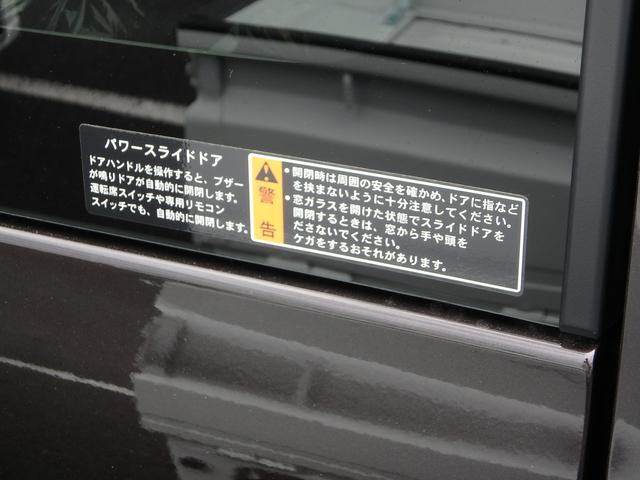 パワースライドドア
ドアハンドルを操作すると、ブザー
が鳴りドアが自動的に開閉します。
運転席スイッチや専用リモコン
スイッチでも、自動的に開閉します。
警告
・開閉時は周囲の安全を確かめ、ドアに指など
を挟まないように十分注意してください。
・窓ガラスを開けた状態でスライドドアを
開閉するときは、窓から手や頭を
ださないでください。
ケガをするおそれがあります。